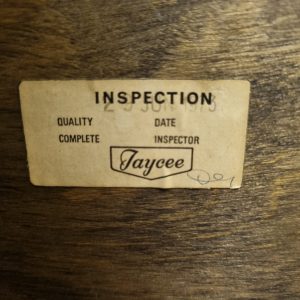 INSPECTION
QUALITY DATE
COMPLETE INSPECTOR
Jaycee